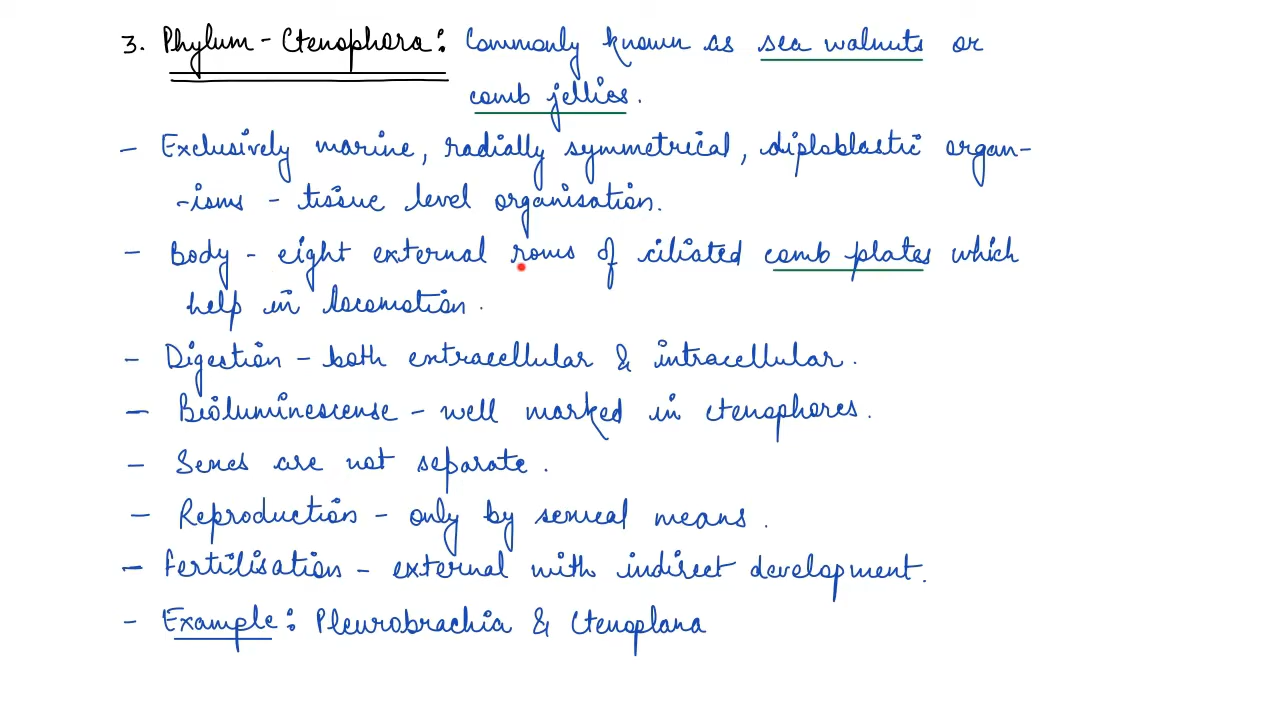 3. Phylum - Ctenophora: Commonly known as sea walnuts or
comb jellies.
- Exclusively marine, radially symmetrical, diploblastic organ-
-isms - tissue level organisation.
- Body - eight external rows of ciliated comb plates which
help in locomotion.
- Digestion - both extracellular & intracellular.
- Bioluminescense - well marked in ctenophores.
- Sexes are not separate.
- Reproduction - only by sexual means.
- Fertilisation - external with indirect development.
- Example: Pleurobrachia & Ctenoplana